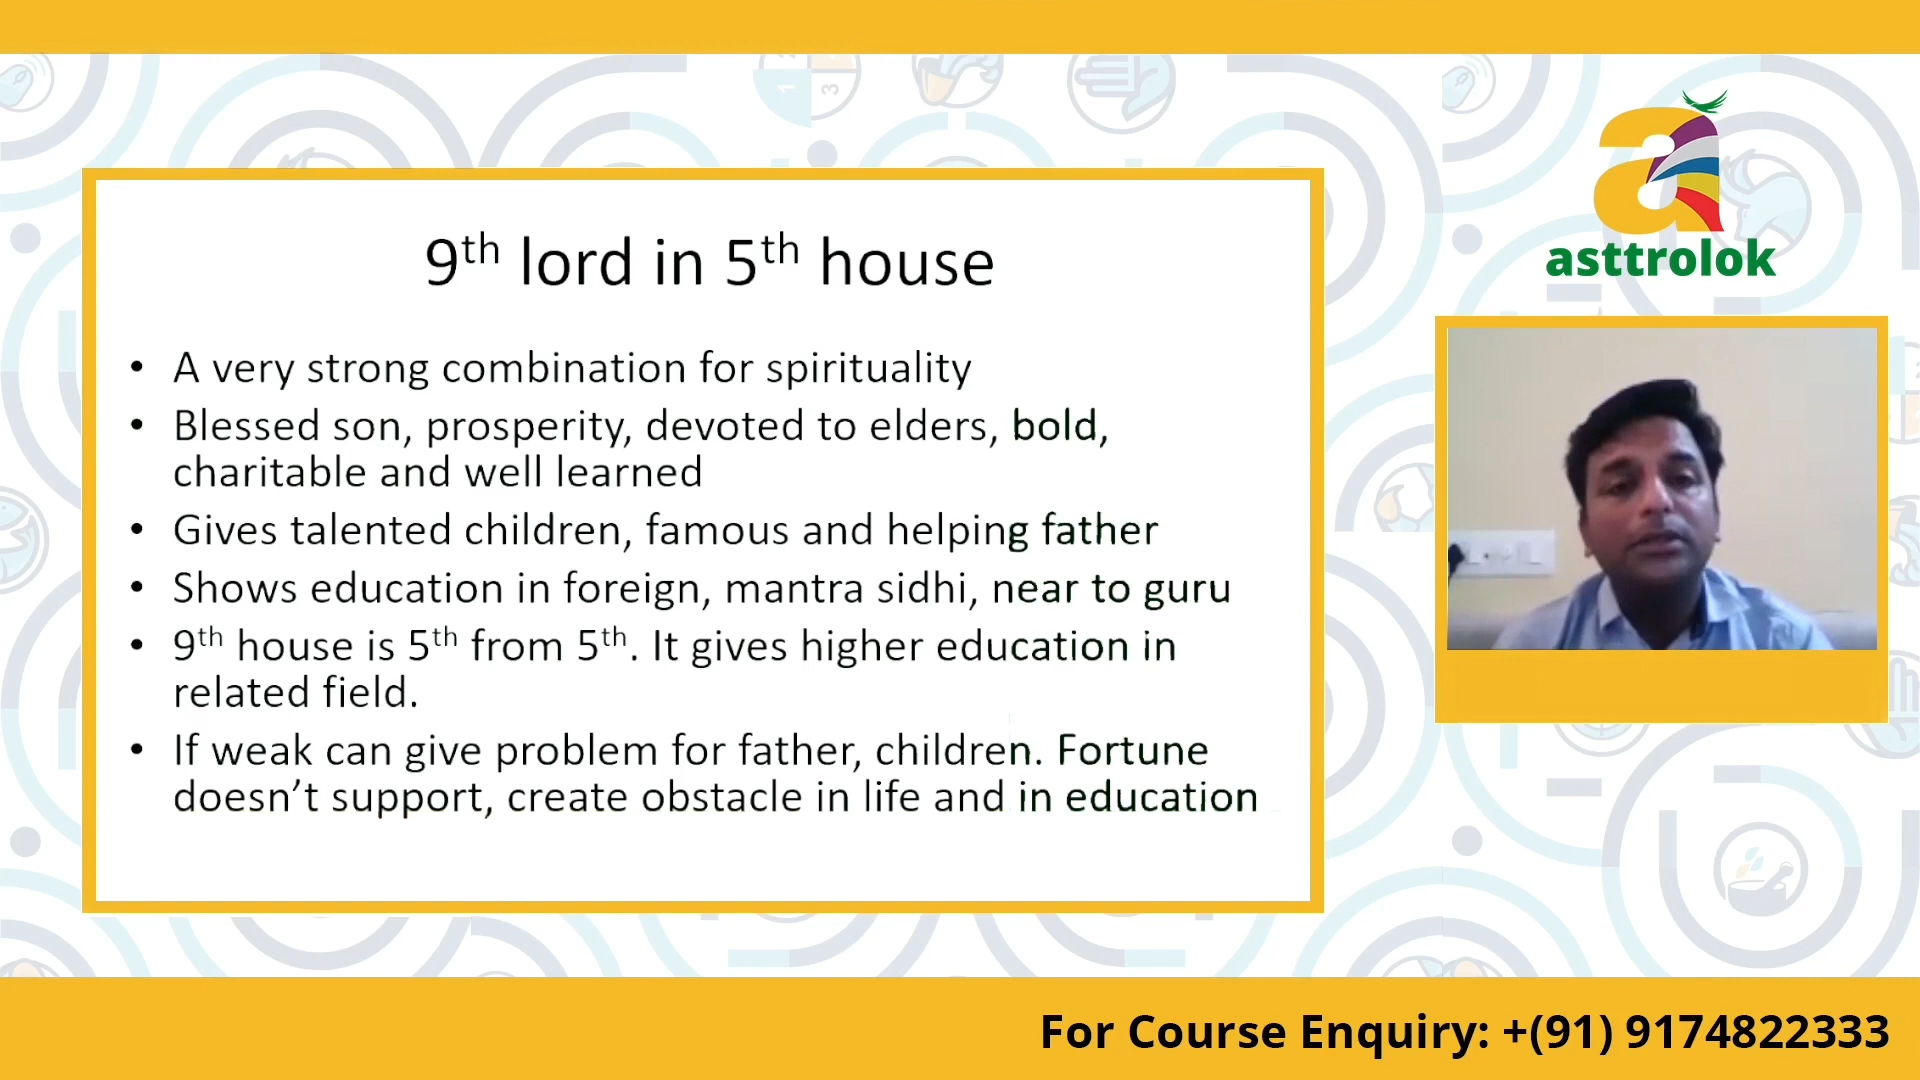 9th lord in 5th house
• A very strong combination for spirituality
• Blessed son, prosperity, devoted to elders, bold,
charitable and well learned
• Gives talented children, famous and helping father
• Shows education in foreign, mantra sidhi, near to guru
• 9th house is 5th from 5th. It gives higher education in
related field.
• If weak can give problem for father, children. Fortune
doesn’t support, create obstacle in life and in education
a
asttrolok
For Course Enquiry: +(91) 9174822333